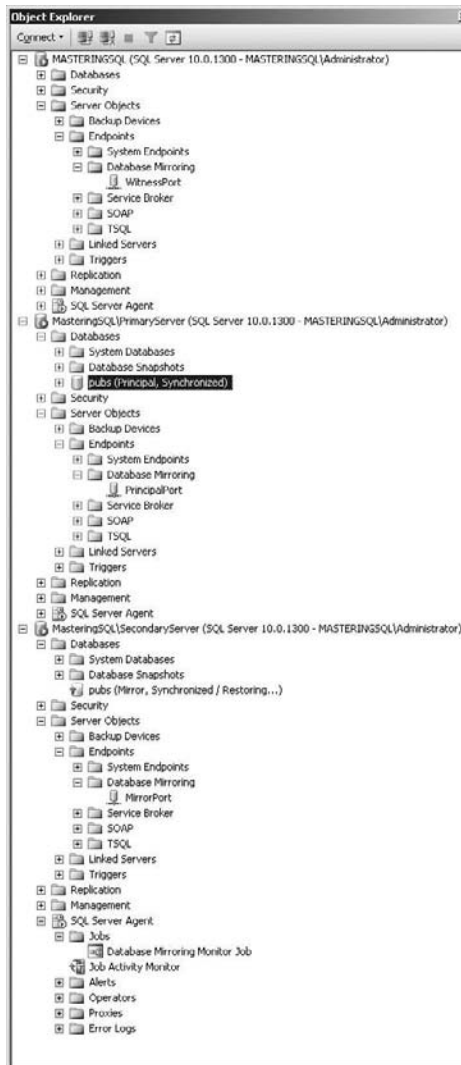 Object Explorer
Connect
MASTERINGSQL (SQL Server 10.0.1300 - MASTERINGSQL\Administrator)
Databases
Security
Server Objects
Backup Devices
Endpoints
System Endpoints
Database Mirroring
WitnessPort
Service Broker
SOAP
TSQL
Linked Servers
Triggers
Replication
Management
SQL Server Agent
MasteringSQL\PrimaryServer (SQL Server 10.0.1300 - MASTERINGSQL\Administrator)
Databases
System Databases
Database Snapshots
pubs (Principal, Synchronized)
Security
Server Objects
Backup Devices
Endpoints
System Endpoints
Database Mirroring
PrincipalPort
Service Broker
SOAP
TSQL
Linked Servers
Triggers
Replication
Management
SQL Server Agent
MasteringSQL\SecondaryServer (SQL Server 10.0.1300 - MASTERINGSQL\Administrator)
Databases
System Databases
Database Snapshots
pubs (Mirror, Synchronized / Restoring...)
Security
Server Objects
Backup Devices
Endpoints
System Endpoints
Database Mirroring
MirrorPort
Service Broker
SOAP
TSQL
Linked Servers
Triggers
Replication
Management
SQL Server Agent
Jobs
Database Mirroring Monitor Job
Job Activity Monitor
Alerts
Operators
Proxies
Error Logs